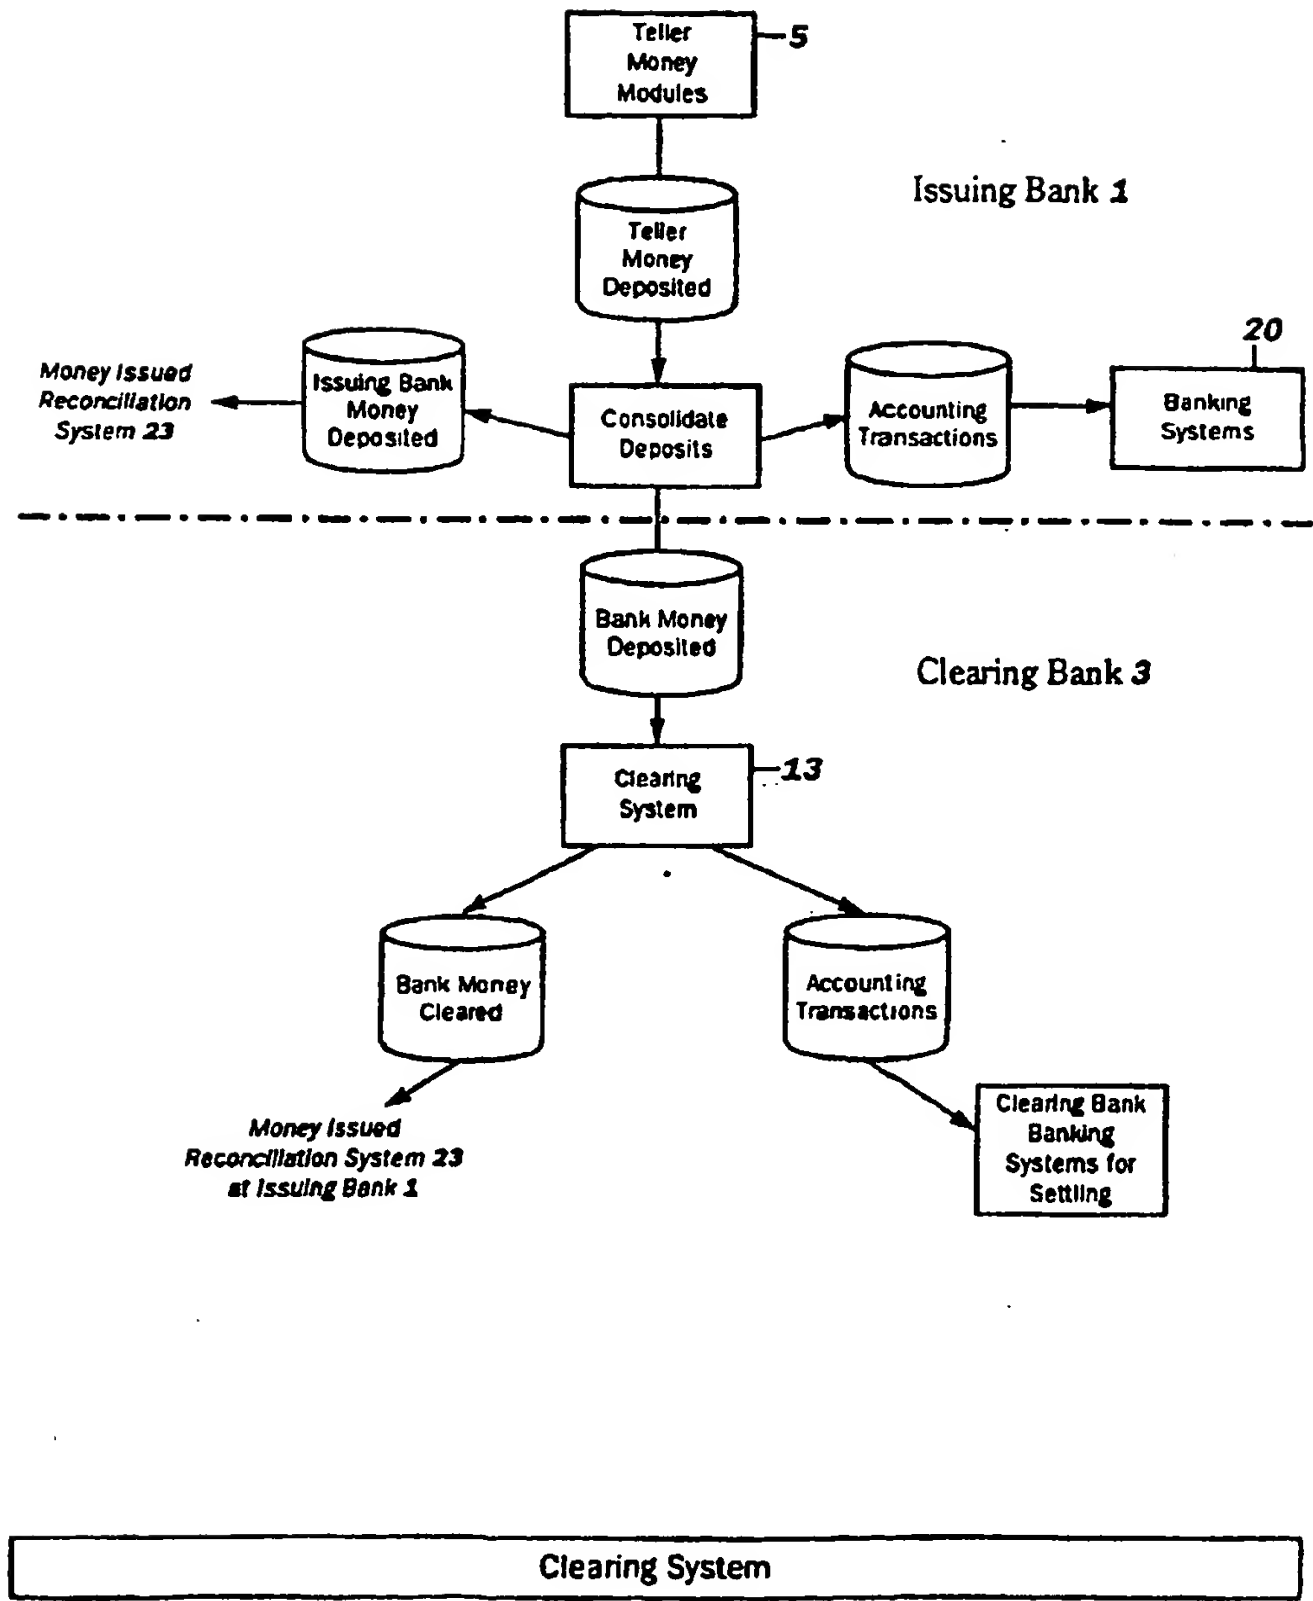 Teller
Money
Modules
5
Issuing Bank 1
Teller
Money
Deposited
20
Money Issued
Reconciliation
System 23
Issuing Bank
Money
Deposited
Consolidate
Deposits
Accounting
Transactions
Banking
Systems
Bank Money
Deposited
Clearing Bank 3
Clearing
System
13
Bank Money
Cleared
Accounting
Transactions
Money Issued
Reconciliation System 23
at Issuing Bank 1
Clearing Bank
Banking
Systems for
Settling
Clearing System